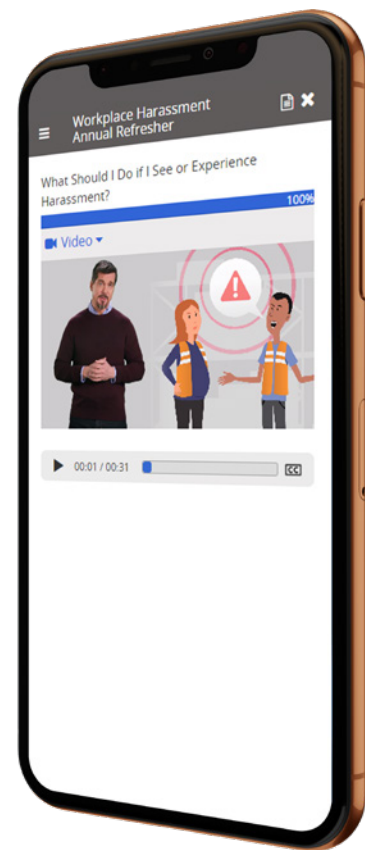 Workplace Harassment
Annual Refresher
What Should I Do if I See or Experience
Harassment?
100%
Video
00:01 / 00:31
CC